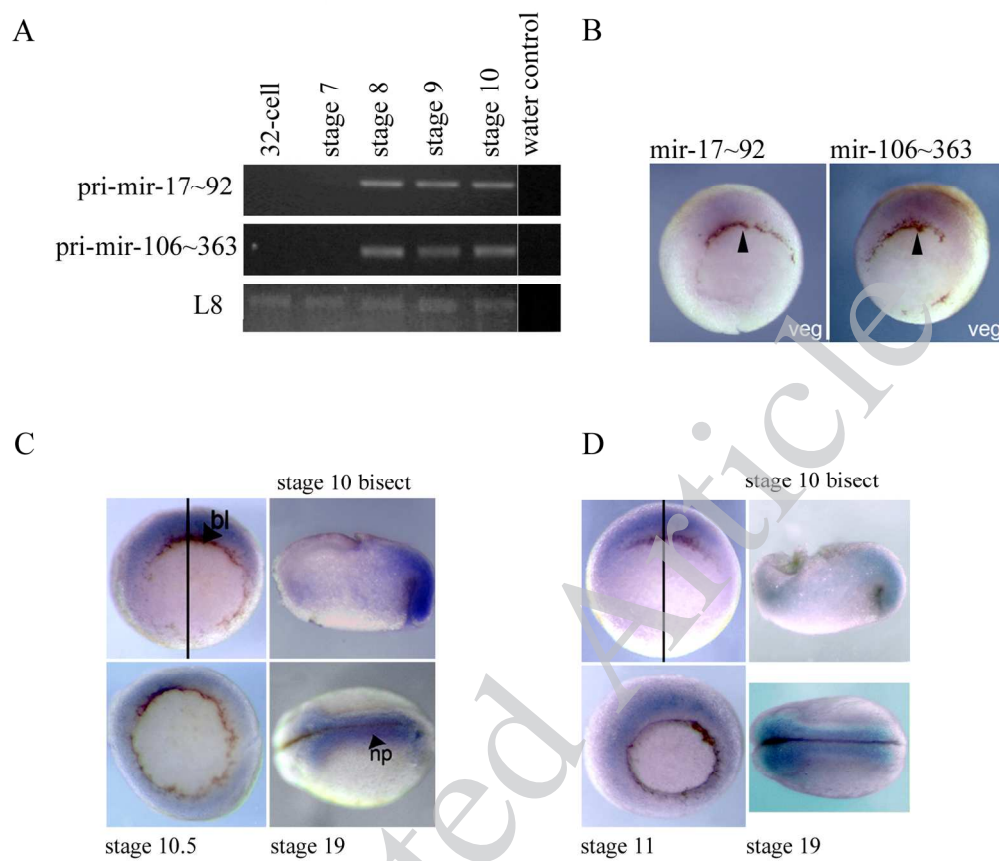 A
B
32-cell
stage 7
stage 8
stage 9
stage 10
water control
pri-mir-17~92
pri-mir-106~363
L8
mir-17~92
mir-106~363
veg
veg
C
D
stage 10 bisect
bl
np
stage 10.5
stage 19
stage 10 bisect
stage 11
stage 19
ted Article